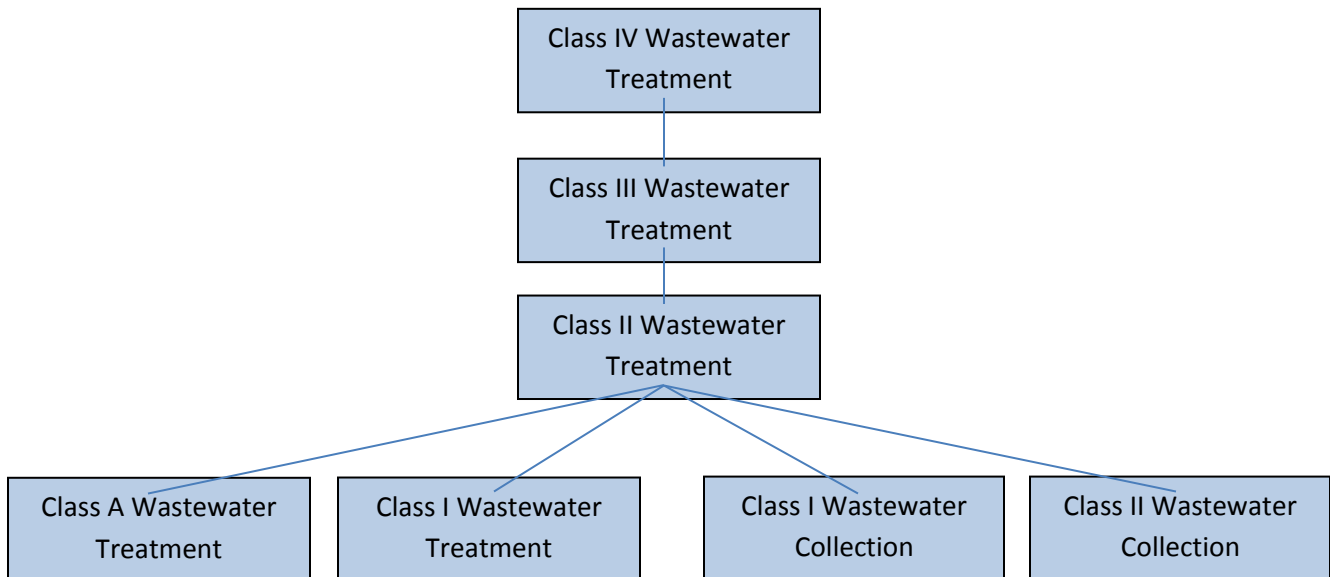 Class IV Wastewater
Treatment
Class III Wastewater
Treatment
Class II Wastewater
Treatment
Class A Wastewater
Treatment
Class I Wastewater
Treatment
Class I Wastewater
Collection
Class II Wastewater
Collection